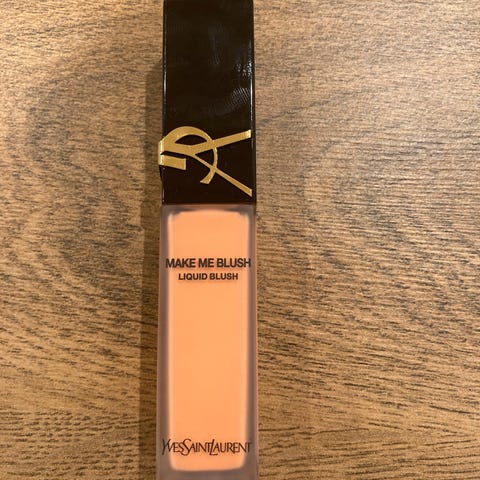 MAKE ME BLUSH
LIQUID BLUSH
YVESSAINTLAURENT